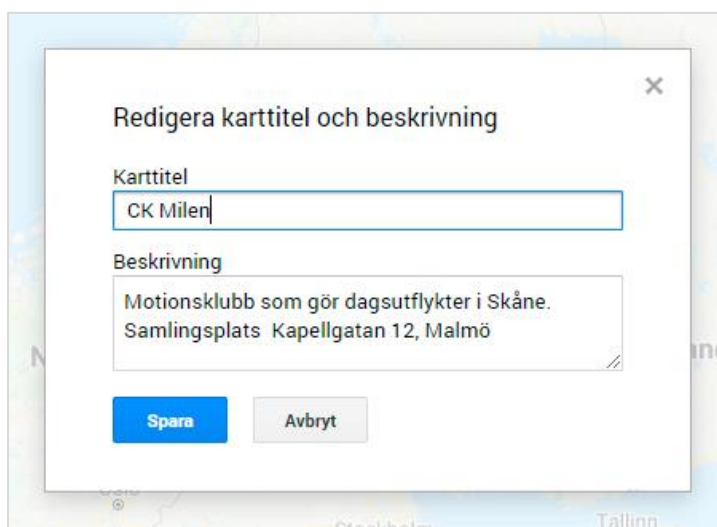 Redigera karttitel och beskrivning
Karttitel
CK Milen
Beskrivning
Motionsklubb som gör dagsutflykter i Skåne.
Samlingsplats Kapellgatan 12, Malmö
Spara
Avbryt
Oslo
Stockholm
Tallinn